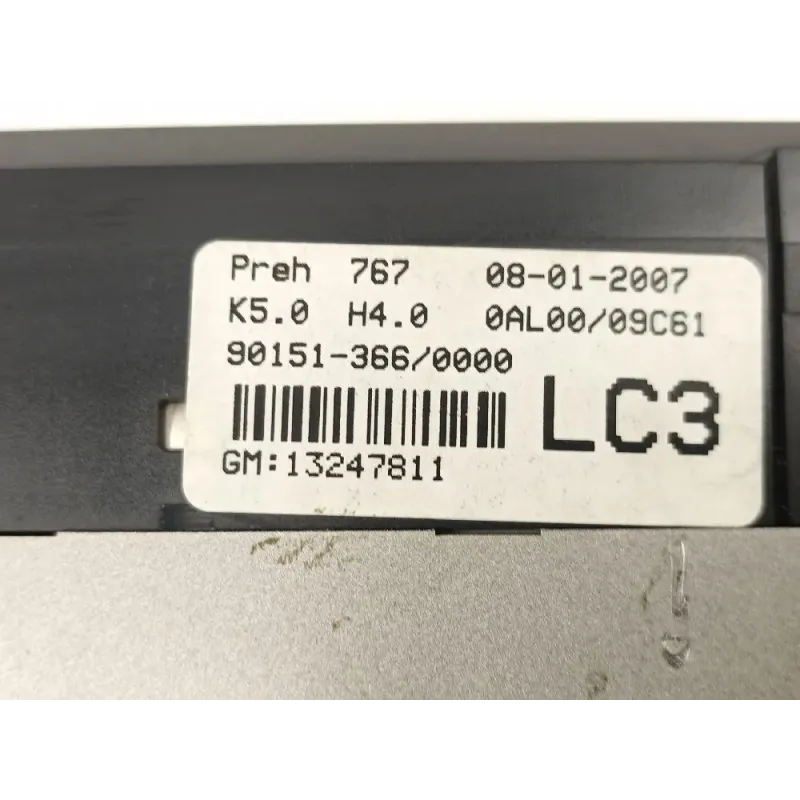 Preh 767 08-01-2007
K5.0 H4.0 0AL00/09C61
90151-366/0000
LC3
GM:13247811